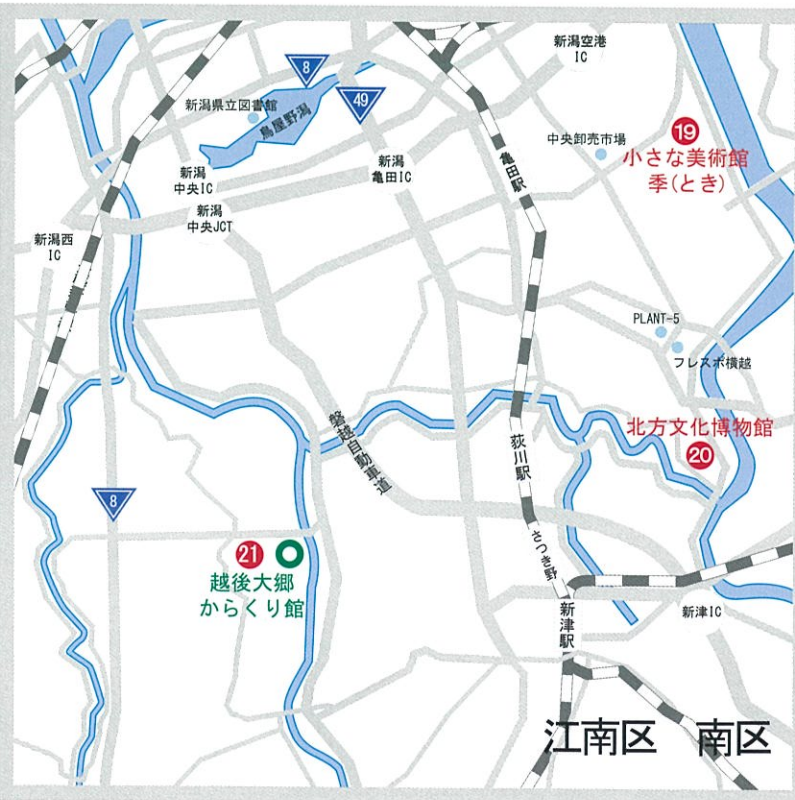 新潟空港
IC
8
新潟県立図書館
鳥屋野潟
49
19
小さな美術館
季(とき)
中央卸売市場
亀田駅
新潟
中央IC
新潟
亀田IC
新潟
中央JCT
新潟西
IC
PLANT-5
フレスポ横越
磐越自動車道
荻川駅
北方文化博物館
20
8
21
越後大郷
からくり館
さつき野
新津駅
新津IC
江南区 南区